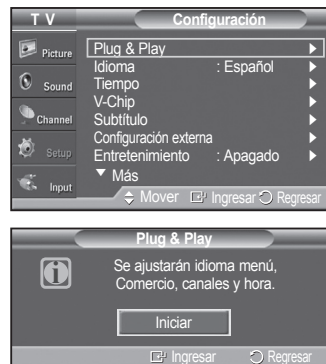 T V Configuración
Picture
Sound
Channel
Setup
Input
Plug & Play
Idioma : Español
Tiempo
V-Chip
Subtítulo
Configuración externa
Entretenimiento : Apagado
Más
Mover Ingresar Regresar
Plug & Play
Se ajustarán idioma menú,
Comercio, canales y hora.
Iniciar
Ingresar Regresar